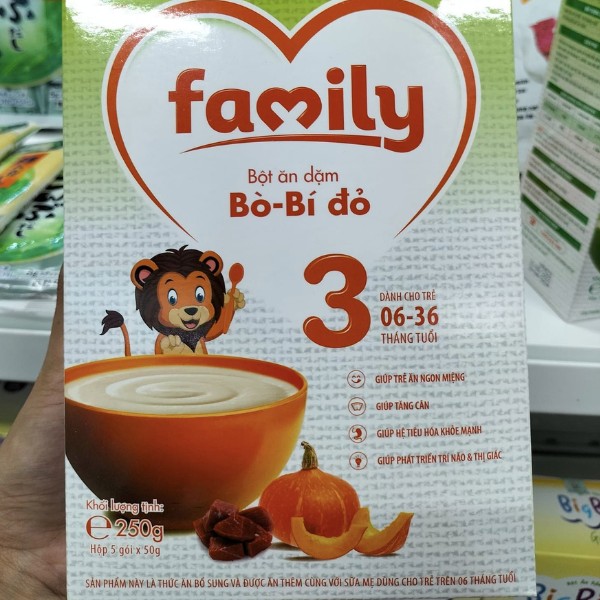 family
Bột ăn dặm
Bò-Bí đỏ
3
DÀNH CHO TRẺ
06-36
THÁNG TUỔI
GIÚP TRẺ ĂN NGON MIỆNG
GIÚP TĂNG CÂN
GIÚP HỆ TIÊU HÓA KHỎE MẠNH
GIÚP PHÁT TRIỂN TRÍ NÃO & THỊ GIÁC
Khối lượng tịnh:
℮ 250g
Hộp 5 gói x 50g
SẢN PHẨM NÀY LÀ THỨC ĂN BỔ SUNG VÀ ĐƯỢC ĂN THÊM CÙNG VỚI SỮA MẸ DÙNG CHO TRẺ TRÊN 06 THÁNG TUỔI